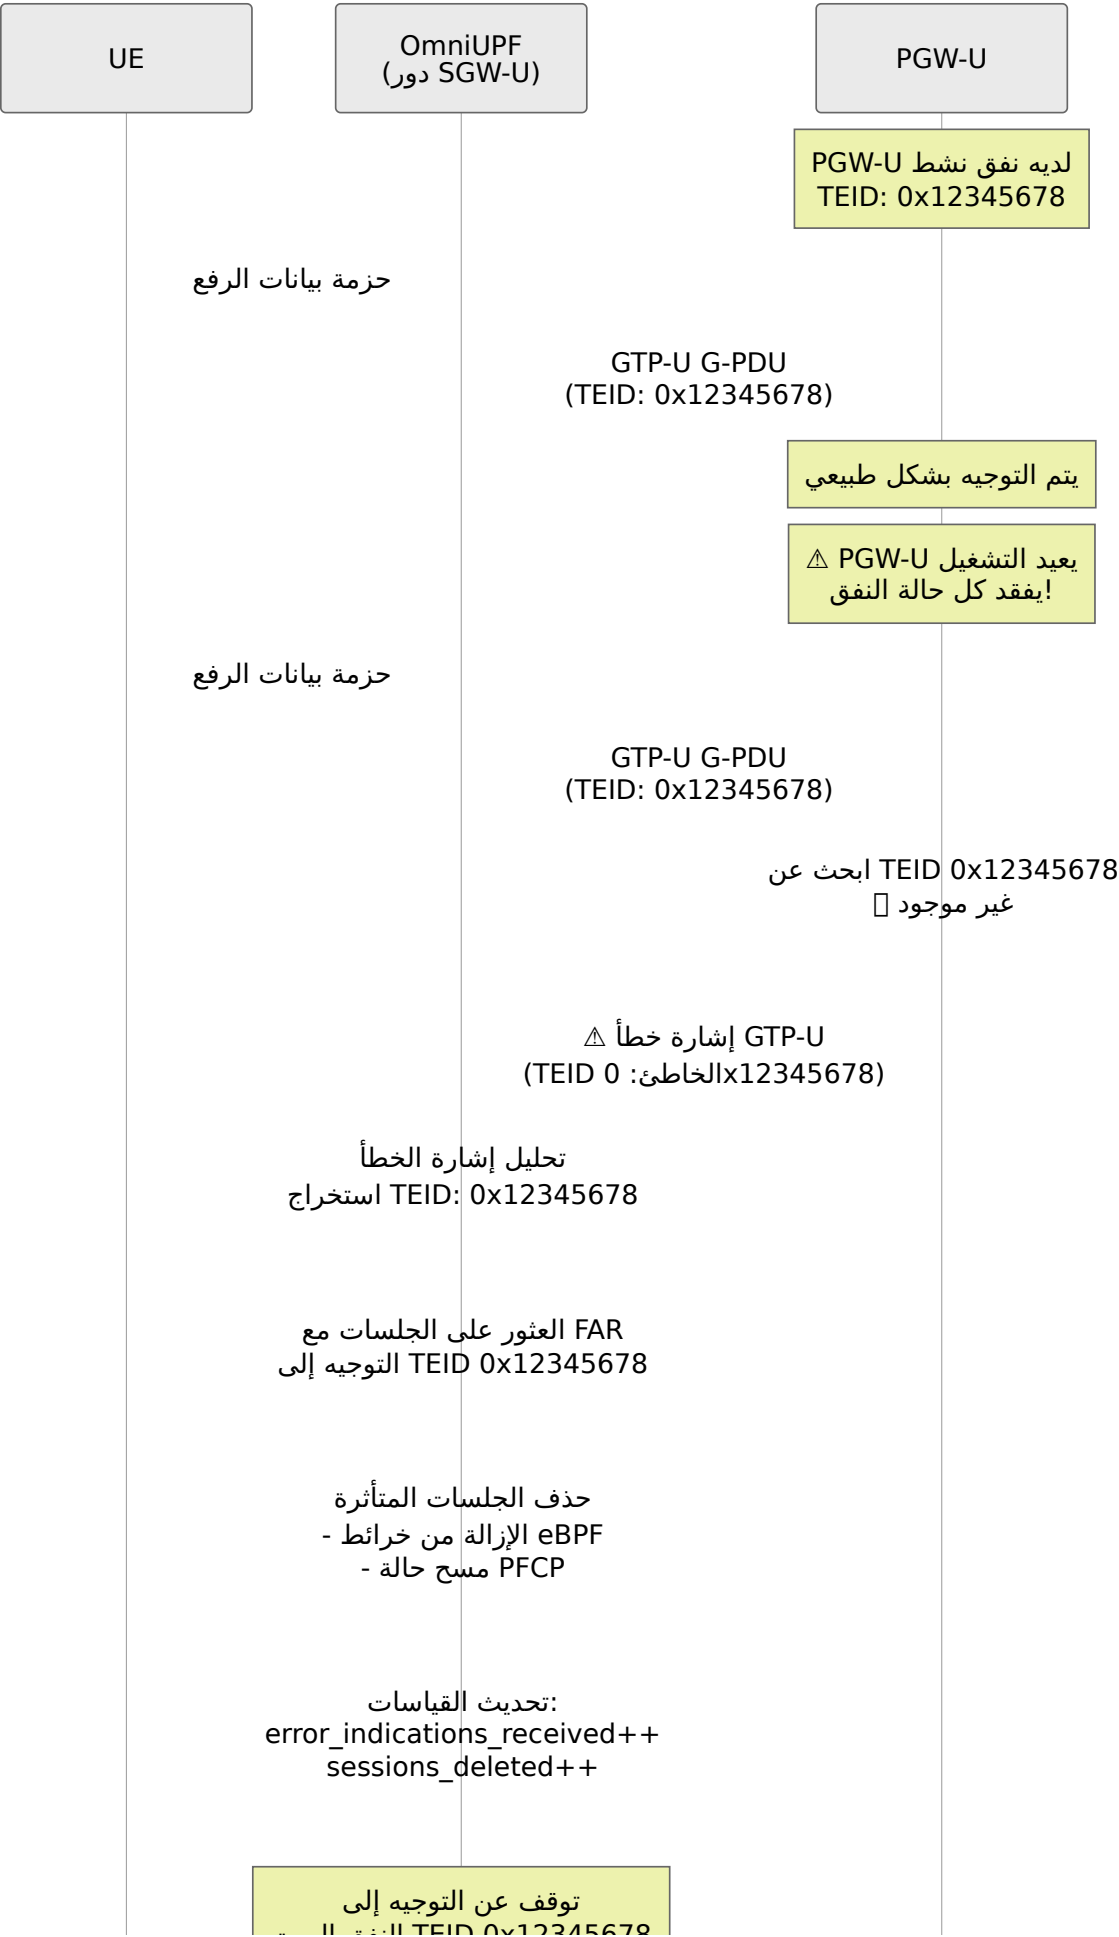 UE
OmniUPF
(دور SGW-U)
PGW-U
PGW-U لديه نفق نشط
TEID: 0x12345678
حزمة بيانات الرفع
GTP-U G-PDU
(TEID: 0x12345678)
يتم التوجيه بشكل طبيعي
⚠ PGW-U يعيد التشغيل
يفقد كل حالة النفق!
حزمة بيانات الرفع
GTP-U G-PDU
(TEID: 0x12345678)
ابحث عن TEID 0x12345678
غير موجود
⚠ إشارة خطأ GTP-U
(TEID الخاطئ: 0x12345678)
تحليل إشارة الخطأ
استخراج TEID: 0x12345678
العثور على الجلسات مع FAR
التوجيه إلى TEID 0x12345678
حذف الجلسات المتأثرة
- الإزالة من خرائط eBPF
- مسح حالة PFCP
تحديث القياسات:
error_indications_received++
sessions_deleted++
توقف عن التوجيه إلى
TEID 0x12345678